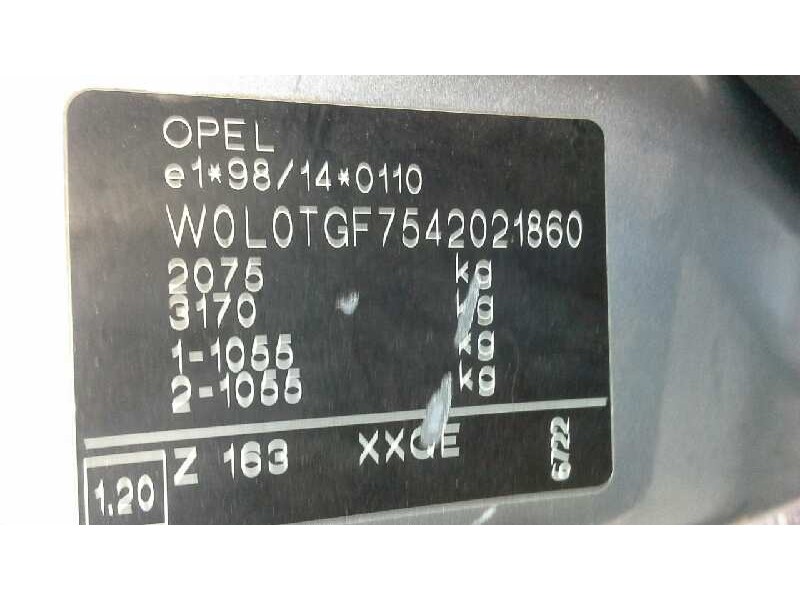 OPEL
e1*98/14*0110
W0L0TGF7542021860
2075 kg
3170 kg
1-1055 kg
2-1055 kg
1.20 Z 163 XXGE 6722